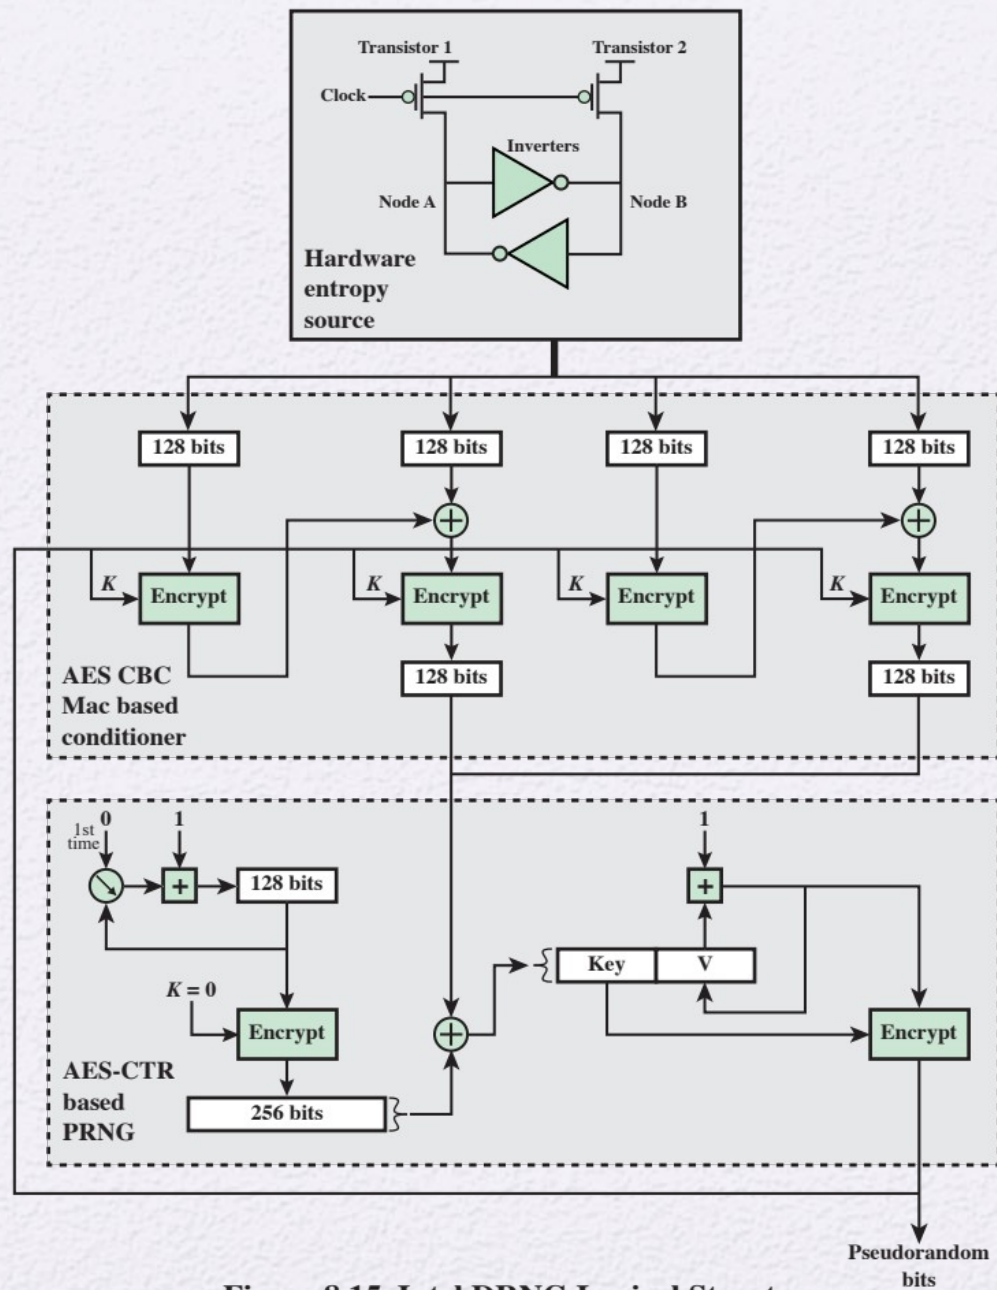 Transistor 1
Transistor 2
Clock
Inverters
Node A
Node B
Hardware
entropy
source
128 bits
128 bits
128 bits
128 bits
K
Encrypt
K
Encrypt
K
Encrypt
K
Encrypt
128 bits
128 bits
AES CBC
Mac based
conditioner
0
1st
time
1
1
+
128 bits
+
Key
V
K = 0
Encrypt
Encrypt
AES-CTR
based
PRNG
256 bits
Pseudorandom
bits